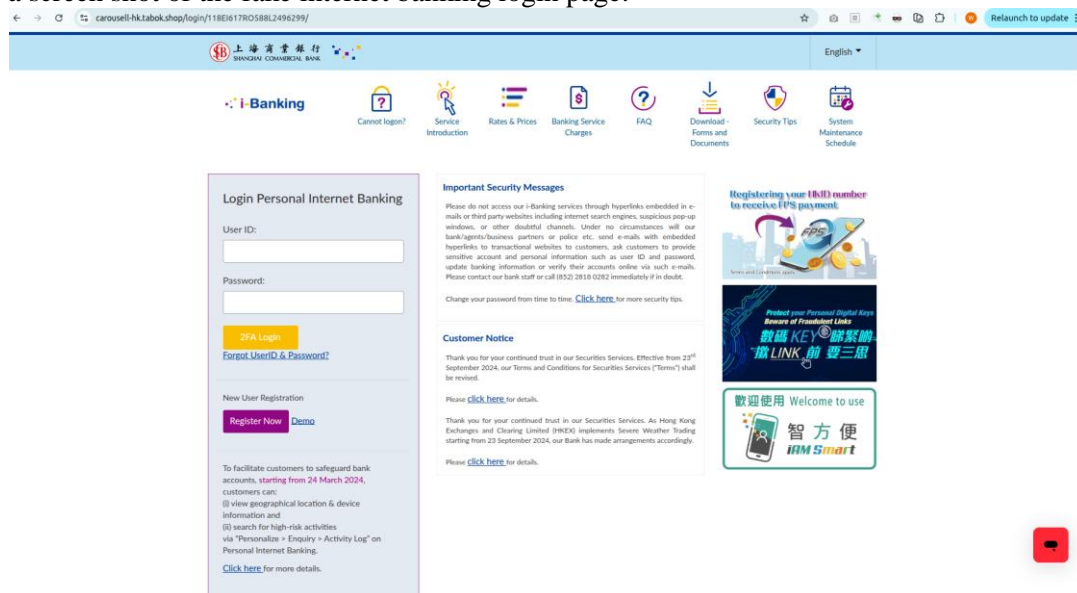 a screen shot of the fake internet banking login page.
carousell-hk.tabok.shop/login/118EI617ROS88L2496299/
Relaunch to update
上海商業銀行
SHANGHAI COMMERCIAL BANK
English
i-Banking
Cannot logon?
Service
Introduction
Rates & Prices
Banking Service
Charges
FAQ
Download -
Forms and
Documents
Security Tips
System
Maintenance
Schedule
Login Personal Internet Banking
User ID:
Password:
2FA Login
Forgot UserID & Password?
New User Registration
Register Now Demo
To facilitate customers to safeguard bank
accounts, starting from 24 March 2024,
customers can:
(i) view geographical location & device
information and
(ii) search for high-risk activities
via "Personalize > Enquiry > Activity Log" on
Personal Internet Banking.
Click here for more details.
Important Security Messages
Please do not access our i-Banking services through hyperlinks embedded in e-
mails or third party websites including internet search engines, suspicious pop-up
windows, or other doubtful channels. Under no circumstances will our
bank/agents/business partners or police etc. send e-mails with embedded
hyperlinks to transactional websites to customers, ask customers to provide
sensitive account and personal information such as user ID and password,
update banking information or verify their accounts online via such e-mails.
Please contact our bank staff or call (852) 2818 0282 immediately if in doubt.
Change your password from time to time. Click here for more security tips.
Customer Notice
Thank you for your continued trust in our Securities Services. Effective from 23rd
September 2024, our Terms and Conditions for Securities Services ("Terms") shall
be revised.
Please click here for details.
Thank you for your continued trust in our Securities Services. As Hong Kong
Exchanges and Clearing Limited (HKEX) implements Severe Weather Trading
starting from 23 September 2024, our Bank has made arrangements accordingly.
Please click here for details.
Registering your HKID number
to receive FPS payment
FPS
Terms and Conditions apply
Protect your Personal Digital Keys
Beware of Fraudulent Links
數碼KEY 睇緊啲
撳LINK前 要三思
歡迎使用 Welcome to use
智方便
iAM Smart